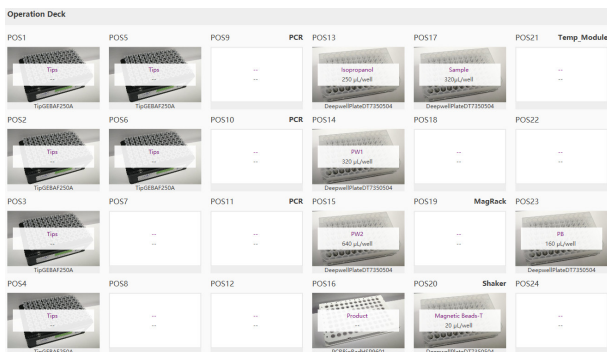 Operation Deck
POS1 POS5 POS9 PCR POS13 POS17 POS21 Temp_Module
Tips Tips -- Isopropanol Sample --
-- -- -- 250 μL/well 320μL/well --
TipGEBAF250A TipGEBAF250A DeepwellPlateDT7350504 DeepwellPlateDT7350504
POS2 POS6 POS10 PCR POS14 POS18 POS22
Tips Tips -- PW1 -- --
-- -- -- 320 μL/well -- --
TipGEBAF250A TipGEBAF250A DeepwellPlateDT7350504
POS3 POS7 POS11 PCR POS15 POS19 MagRack POS23
Tips -- -- PW2 -- PB
-- -- -- 640 μL/well -- 160 μL/well
TipGEBAF250A DeepwellPlateDT7350504 DeepwellPlateDT7350504
POS4 POS8 POS12 POS16 POS20 Shaker POS24
Tips -- -- Product Magnetic Beads-T --
-- -- -- -- 20 μL/well --
TipGEBAF250A DeepwellPlateDT7350504